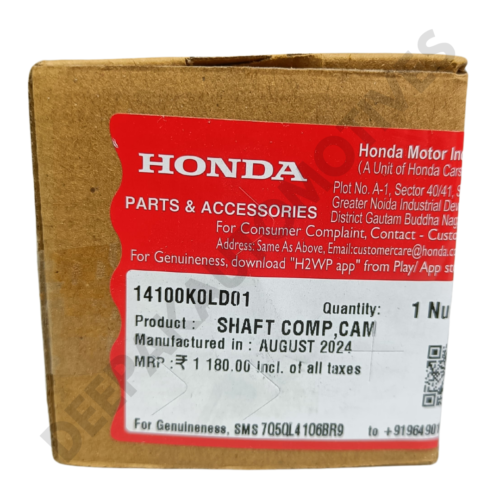 HONDA
PARTS & ACCESSORIES
Honda Motor
(A Unit of Honda Cars
Plot No. A-1, Sector 40/41,
Greater Noida Industrial
District Gautam Buddha
For Consumer Complaint, Contact -
Address: Same As Above, Email:customercare@honda.
For Genuineness, download "H2WP app" from Play/ App
14100K0LD01
Quantity: 1
Product : SHAFT COMP,CAM
Manufactured in : AUGUST 2024
MRP :₹ 1 180.00 Incl. of all taxes
For Genuineness, SMS 7Q5QL4106BR9 to
DEEPAK AUTOMOTIVES